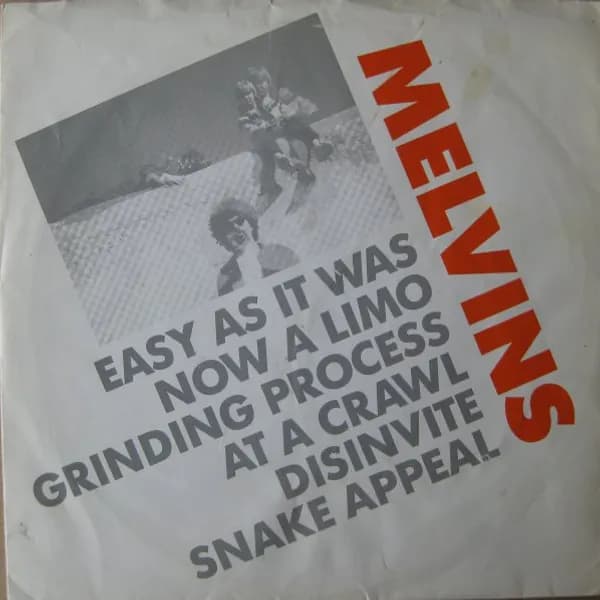 MELVINS
EASY AS IT WAS
NOW A LIMO
GRINDING PROCESS
AT A CRAWL
DISINVITE
SNAKE APPEAL